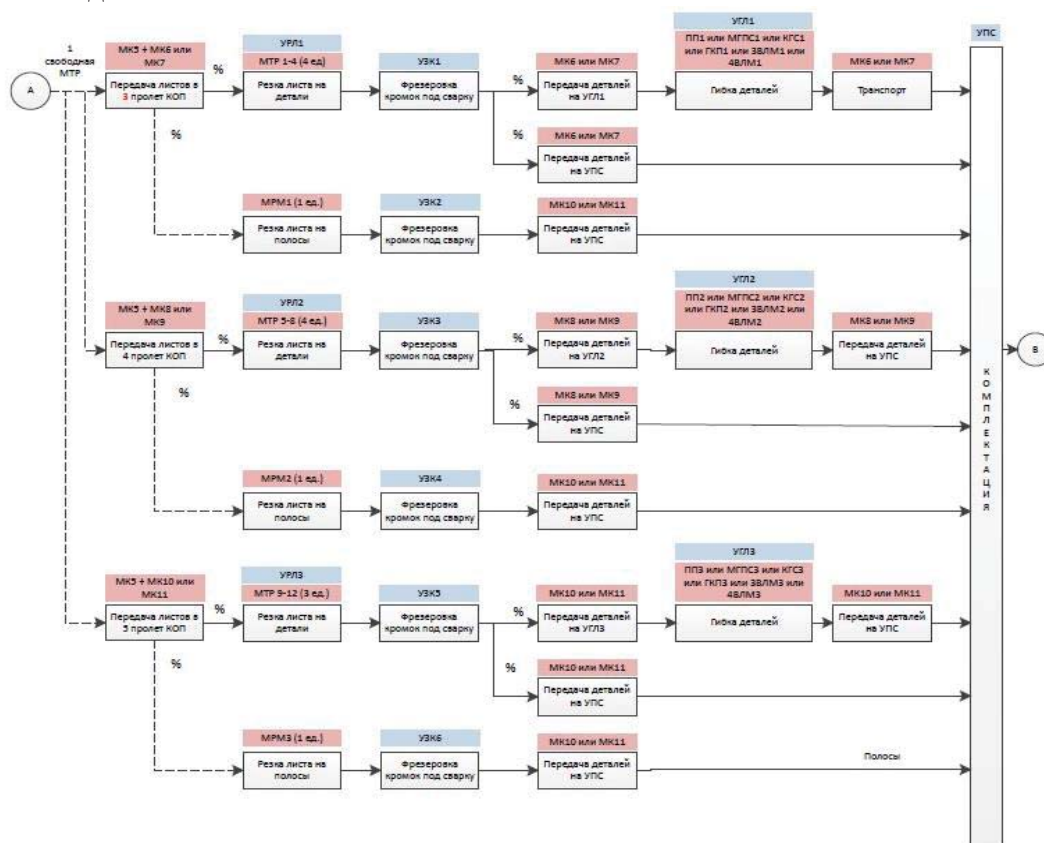 1
свободная
МТР
А
МК5 + МК6 или
МК7
Передача листов в
3 пролет КОП
%
%
УРЛ1
МТР 1-4 (4 ед)
Резка листа на
детали
УЗК1
Фрезеровка
кромок под сварку
%
МК6 или МК7
Передача деталей
на УГЛ1
УГЛ1
ПП1 или МГПС1 или КГС1
или ГКП1 или 3ВЛМ1 или
4ВЛМ1
Гибка деталей
МК6 или МК7
Транспорт
УПС
%
МК6 или МК7
Передача деталей
на УПС
МРМ1 (1 ед.)
Резка листа на
полосы
УЗК2
Фрезеровка
кромок под сварку
МК10 или МК11
Передача деталей
на УПС
МК5 + МК8 или
МК9
Передача листов в
4 пролет КОП
%
%
УРЛ2
МТР 5-8 (4 ед.)
Резка листа на
детали
УЗК3
Фрезеровка
кромок под сварку
%
МК8 или МК9
Передача деталей
на УГЛ2
УГЛ2
ПП2 или МГПС2 или КГС2
или ГКП2 или 3ВЛМ2 или
4ВЛМ2
Гибка деталей
МК8 или МК9
Передача деталей
на УПС
КОМПЛЕКТАЦИЯ
В
%
МК8 или МК9
Передача деталей
на УПС
МРМ2 (1 ед.)
Резка листа на
полосы
УЗК4
Фрезеровка
кромок под сварку
МК10 или МК11
Передача деталей
на УПС
МК5 + МК10 или
МК11
Передача листов в
5 пролет КОП
%
%
УРЛ3
МТР 9-12 (3 ед.)
Резка листа на
детали
УЗК5
Фрезеровка
кромок под сварку
%
МК10 или МК11
Передача деталей
на УГЛ3
УГЛ3
ПП3 или МГПС3 или КГС3
или ГКП3 или 3ВЛМ3 или
4ВЛМ3
Гибка деталей
МК10 или МК11
Передача деталей
на УПС
%
МК10 или МК11
Передача деталей
на УПС
МРМ3 (1 ед.)
Резка листа на
полосы
УЗК6
Фрезеровка
кромок под сварку
МК10 или МК11
Передача деталей
на УПС
Полосы